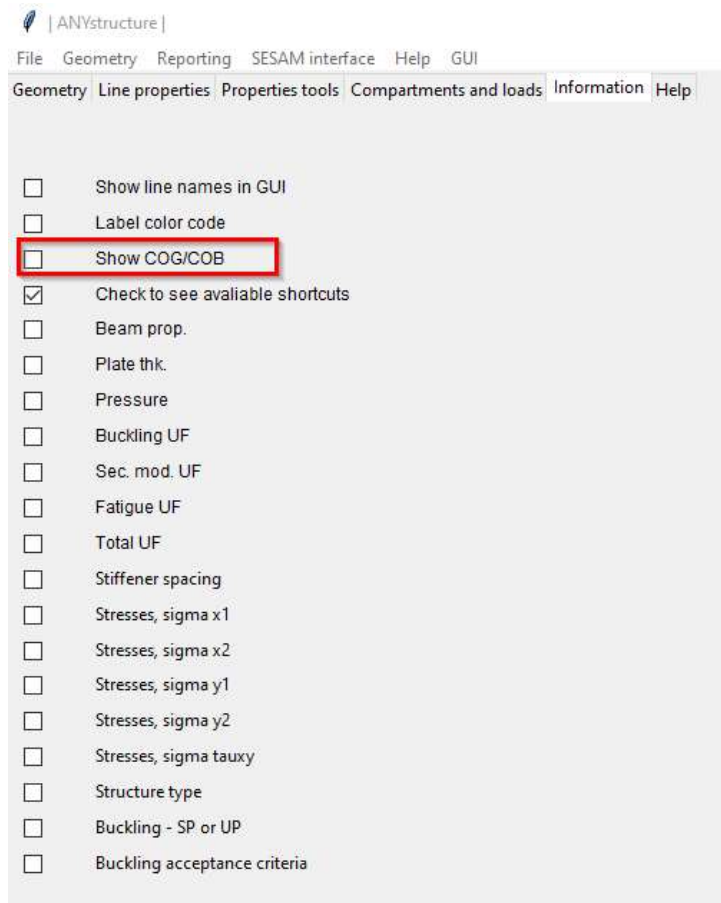 | ANYstructure |
File Geometry Reporting SESAM interface Help GUI
Geometry Line properties Properties tools Compartments and loads Information Help
Show line names in GUI
Label color code
Show COG/COB
Check to see avaliable shortcuts
Beam prop.
Plate thk.
Pressure
Buckling UF
Sec. mod. UF
Fatigue UF
Total UF
Stiffener spacing
Stresses, sigma x1
Stresses, sigma x2
Stresses, sigma y1
Stresses, sigma y2
Stresses, sigma tauxy
Structure type
Buckling - SP or UP
Buckling acceptance criteria